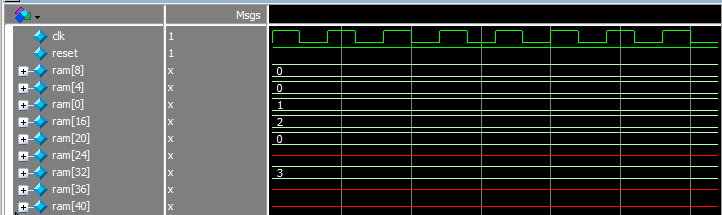 Msgs
clk 1
reset 1
ram[8] x 0
ram[4] x 0
ram[0] x 1
ram[16] x 2
ram[20] x 0
ram[24] x
ram[32] x 3
ram[36] x
ram[40] x